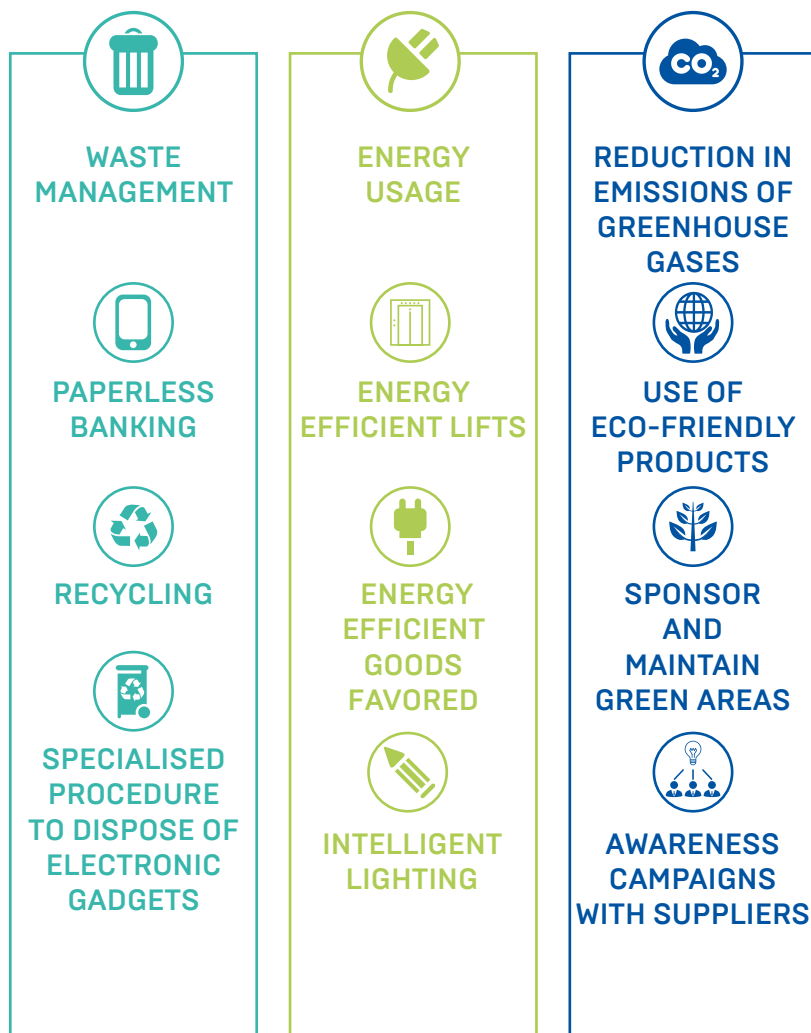 WASTE
MANAGEMENT
PAPERLESS
BANKING
RECYCLING
SPECIALISED
PROCEDURE
TO DISPOSE OF
ELECTRONIC
GADGETS
ENERGY
USAGE
ENERGY
EFFICIENT LIFTS
ENERGY
EFFICIENT
GOODS
FAVORED
INTELLIGENT
LIGHTING
CO2
REDUCTION IN
EMISSIONS OF
GREENHOUSE
GASES
USE OF
ECO-FRIENDLY
PRODUCTS
SPONSOR
AND
MAINTAIN
GREEN AREAS
AWARENESS
CAMPAIGNS
WITH SUPPLIERS